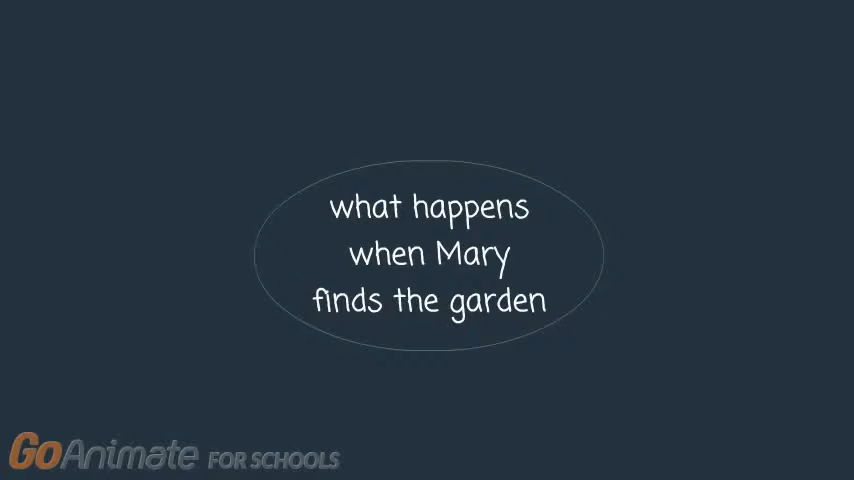 what happens
when Mary
finds the garden
GoAnimate FOR SCHOOLS